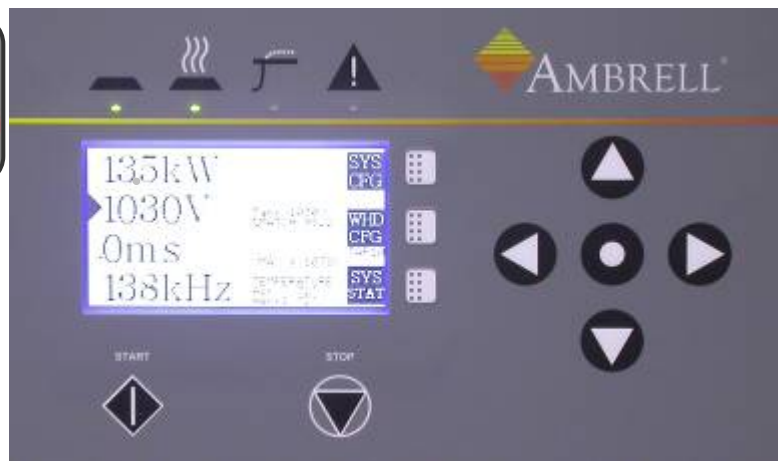 AMBRELL
13.5kW
SYS
CFG
1030V
WHD
CFG
0ms
138kHz
SYS
STAT
START
STOP